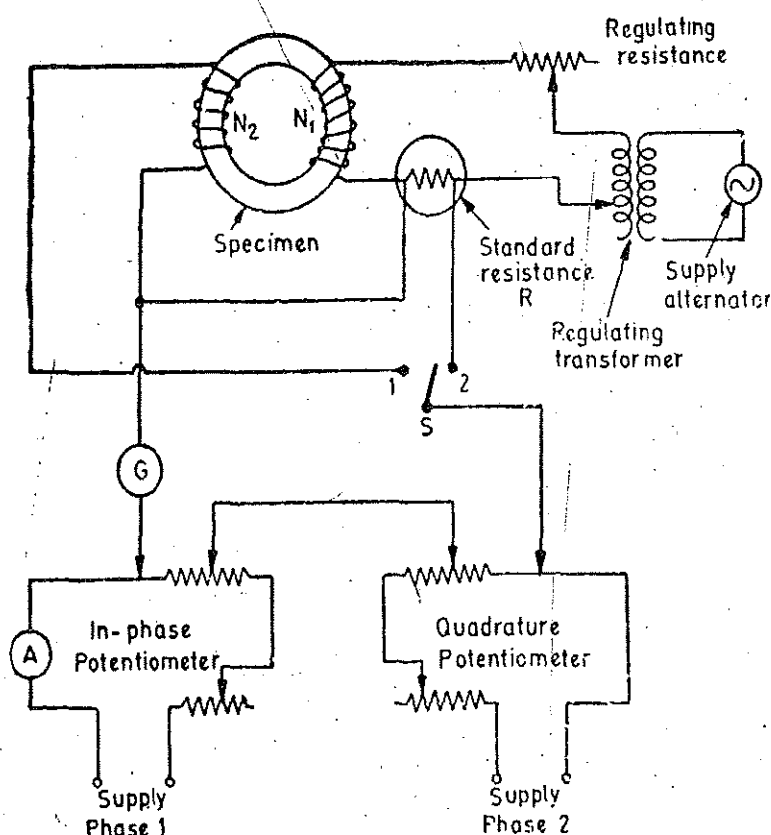 Regulating
resistance
N₂
N₁
Specimen
Standard
resistance
R
Supply
alternator
Regulating
transformer
1
2
S
G
A
In-phase
Potentiometer
Quadrature
Potentiometer
Supply
Phase 1
Supply
Phase 2